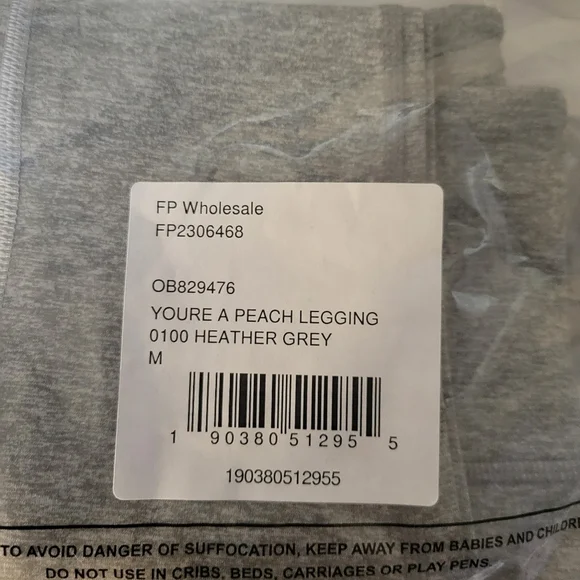 FP Wholesale
FP2306468
OB829476
YOURE A PEACH LEGGING
0100 HEATHER GREY
M
1 90380 51295 5
190380512955
TO AVOID DANGER OF SUFFOCATION, KEEP AWAY FROM BABIES AND CHILDRE
DO NOT USE IN CRIBS, BEDS, CARRIAGES OR PLAY PENS.